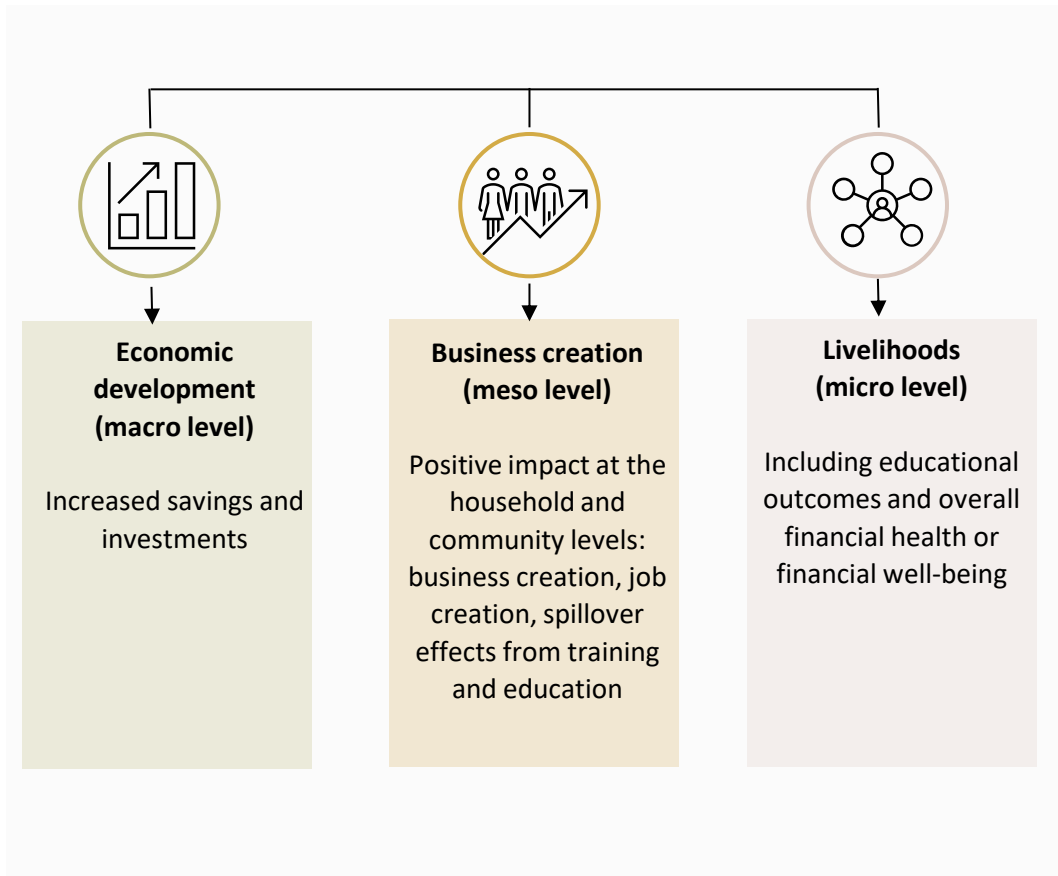 Economic
development
(macro level)
Increased savings and
investments
Business creation
(meso level)
Positive impact at the
household and
community levels:
business creation, job
creation, spillover
effects from training
and education
Livelihoods
(micro level)
Including educational
outcomes and overall
financial health or
financial well-being